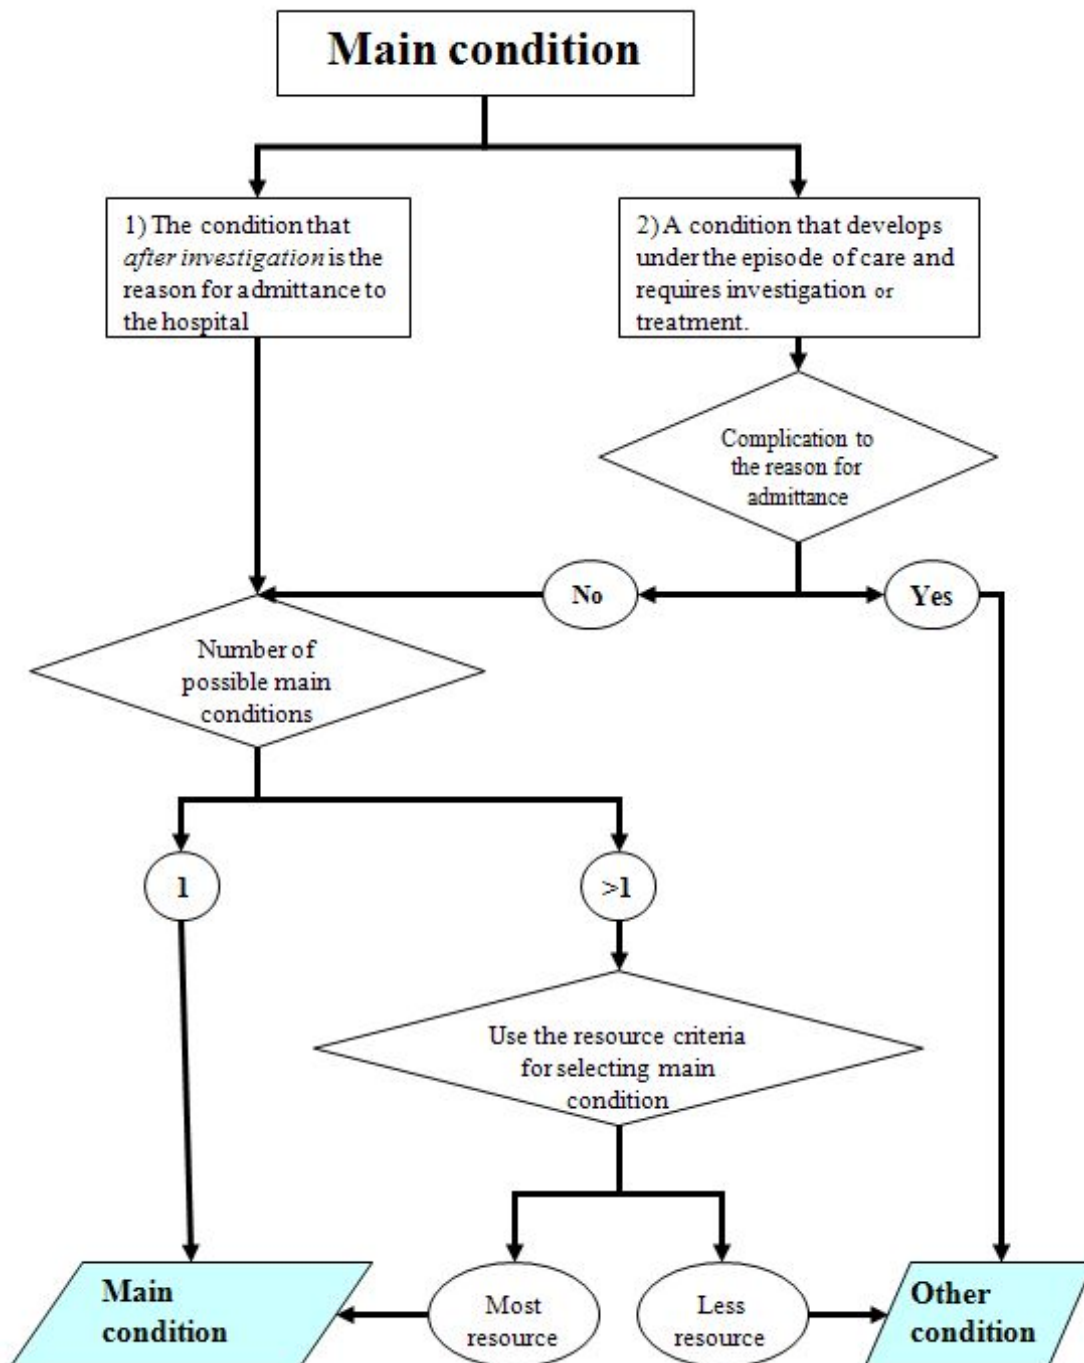 Main condition
1) The condition that
after investigation is the
reason for admittance to
the hospital
2) A condition that develops
under the episode of care and
requires investigation or
treatment.
Complication to
the reason for
admittance
No
Yes
Number of
possible main
conditions
1
>1
Use the resource criteria
for selecting main
condition
Main
condition
Most
resource
Less
resource
Other
condition